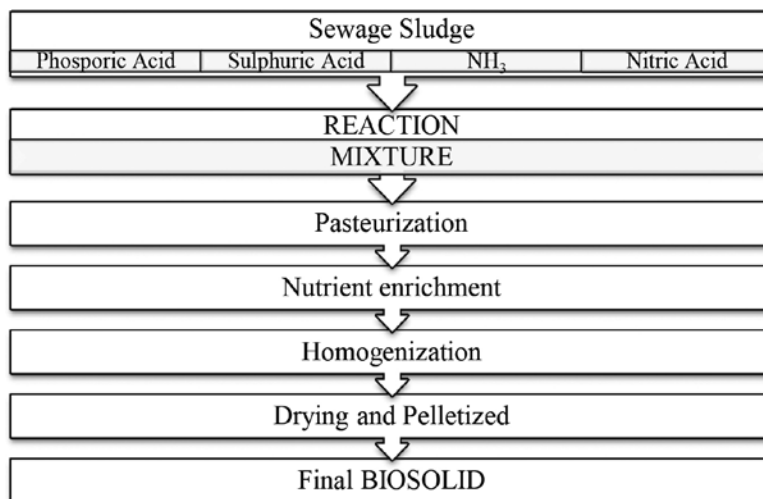 Sewage Sludge
Phosporic Acid Sulphuric Acid NH₃ Nitric Acid
REACTION
MIXTURE
Pasteurization
Nutrient enrichment
Homogenization
Drying and Pelletized
Final BIOSOLID